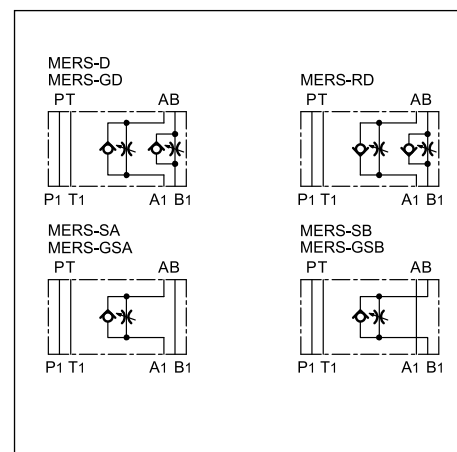 MERS-D
MERS-GD
PT AB
P1 T1 A1 B1
MERS-RD
PT AB
P1 T1 A1 B1
MERS-SA
MERS-GSA
PT AB
P1 T1 A1 B1
MERS-SB
MERS-GSB
PT AB
P1 T1 A1 B1